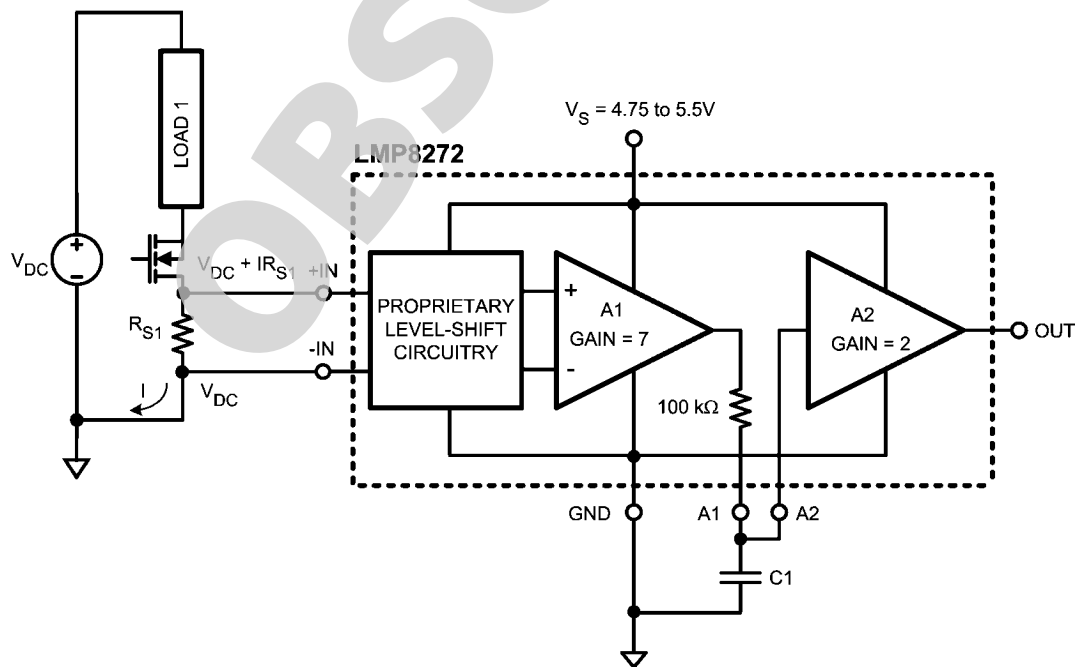 OBSO
V_S = 4.75 to 5.5V
LMP8272
LOAD 1
V_DC
+
-
V_DC + IR_S1
+IN
R_S1
-IN
I
V_DC
PROPRIETARY
LEVEL-SHIFT
CIRCUITRY
+
-
A1
GAIN = 7
100 kΩ
A2
GAIN = 2
OUT
GND
A1
A2
C1